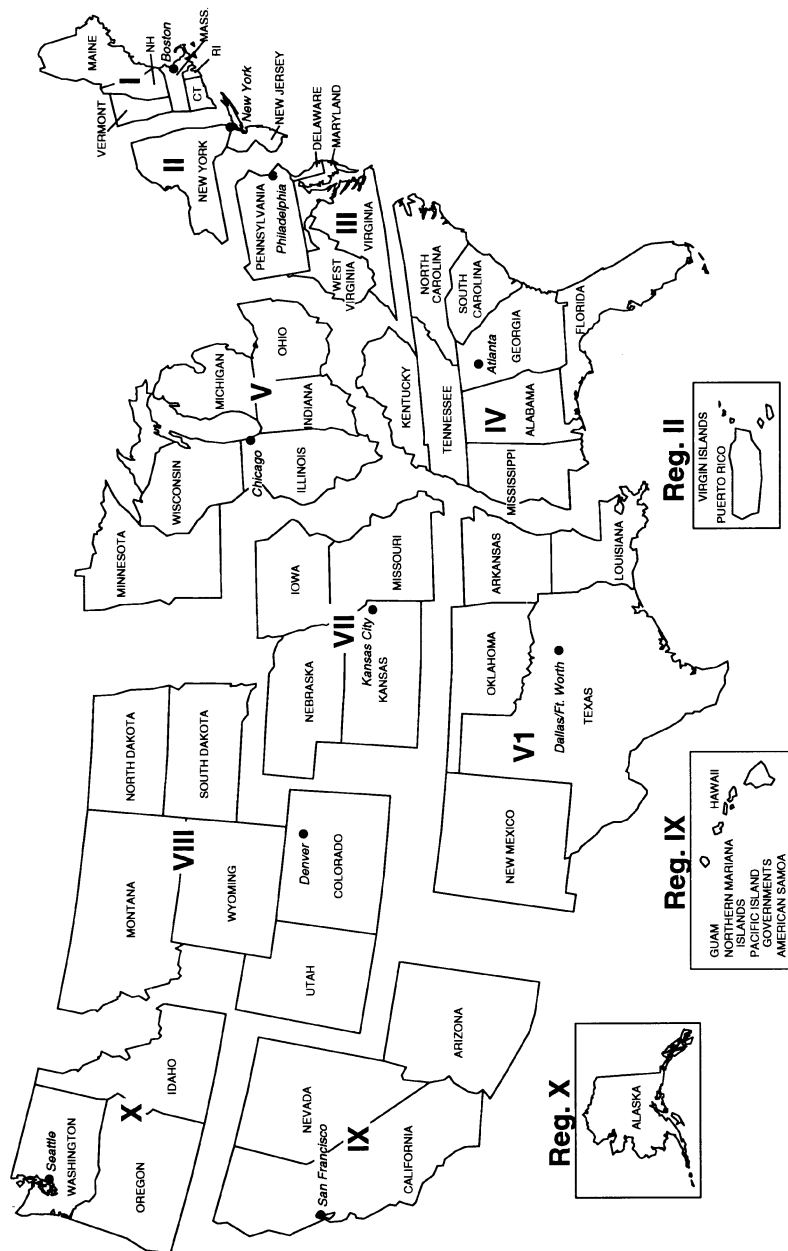 WASHINGTON
Seattle
OREGON
X
IDAHO
MONTANA
VIII
WYOMING
NORTH DAKOTA
SOUTH DAKOTA
UTAH
Denver
COLORADO
NEVADA
San Francisco
IX
CALIFORNIA
ARIZONA
MINNESOTA
WISCONSIN
MICHIGAN
V
Chicago
ILLINOIS
INDIANA
OHIO
IOWA
NEBRASKA
VII
Kansas City
KANSAS
MISSOURI
NEW MEXICO
V1
OKLAHOMA
Dallas/Ft. Worth
TEXAS
ARKANSAS
LOUISIANA
MAINE
VERMONT
I
NH
Boston
MASS.
RI
CT
II
NEW YORK
New York
NEW JERSEY
PENNSYLVANIA
Philadelphia
DELAWARE
MARYLAND
III
WEST
VIRGINIA
VIRGINIA
KENTUCKY
TENNESSEE
NORTH
CAROLINA
SOUTH
CAROLINA
IV
Atlanta
GEORGIA
ALABAMA
MISSISSIPPI
FLORIDA
Reg. X
ALASKA
Reg. IX
GUAM
NORTHERN MARIANA
ISLANDS
PACIFIC ISLAND
GOVERNMENTS
AMERICAN SAMOA
HAWAII
Reg. II
VIRGIN ISLANDS
PUERTO RICO